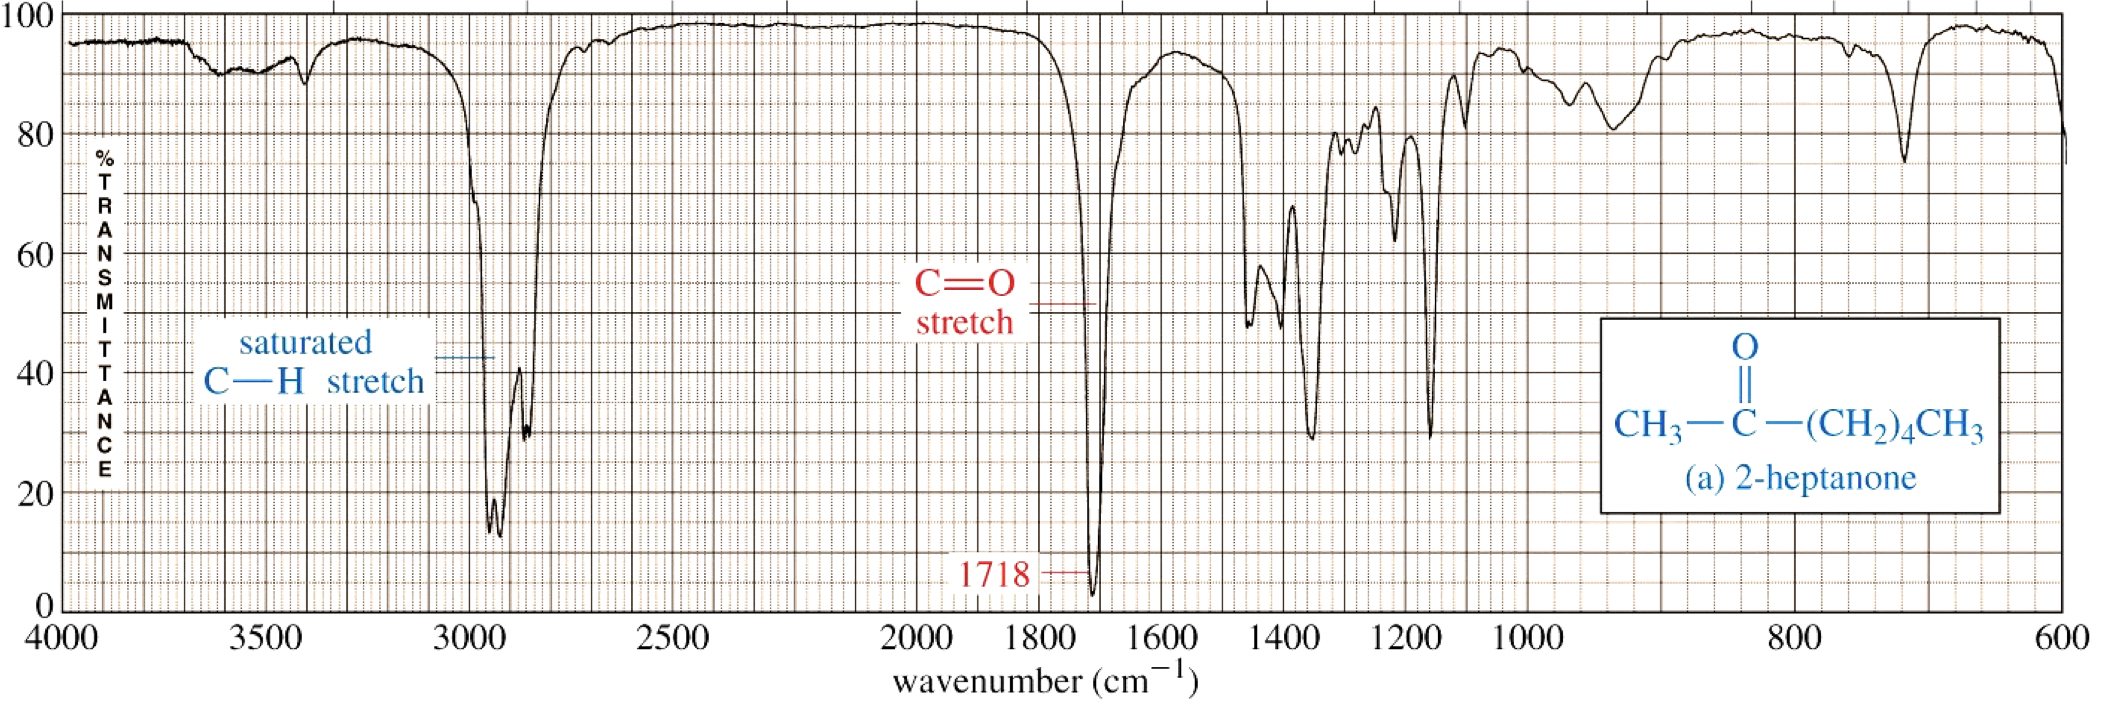 100
80
60
40
20
0
%
T
R
A
N
S
M
I
T
T
A
N
C
E
saturated
C—H stretch
C=O
stretch
1718
O
CH₃—C—(CH₂)₄CH₃
(a) 2-heptanone
4000 3500 3000 2500 2000 1800 1600 1400 1200 1000 800 600
wavenumber (cm⁻¹)